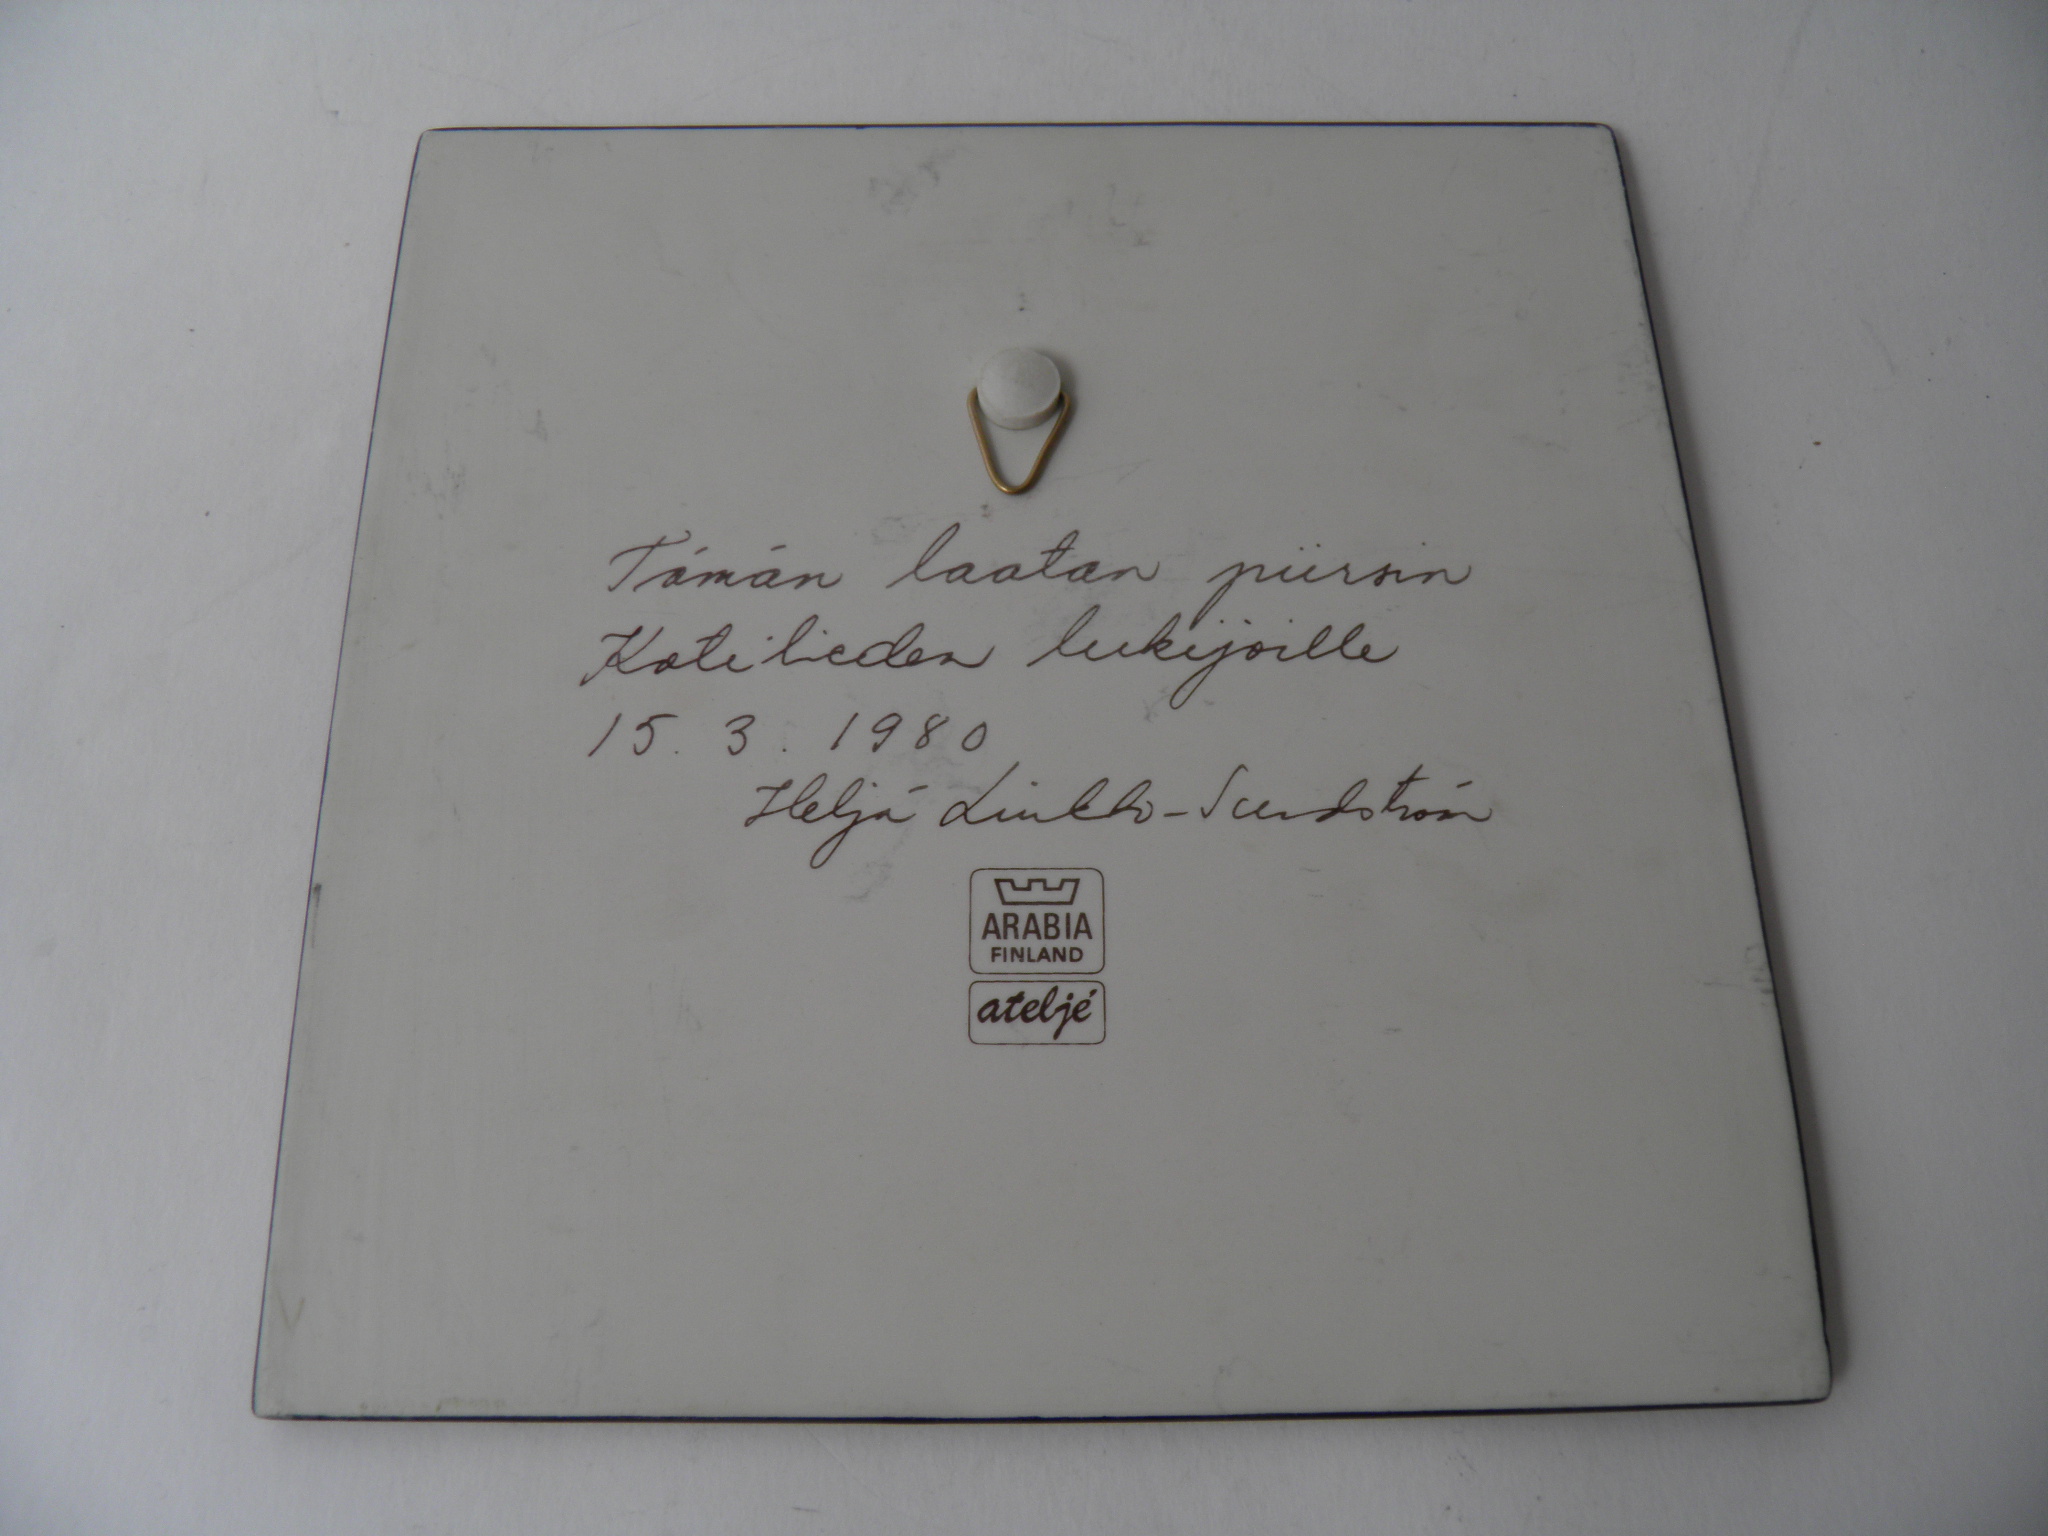 Tämän laatan piirsin
Kotilieden lukijoille
15. 3. 1980
Heljä Liukko-Sundström
ARABIA
FINLAND
ateljé